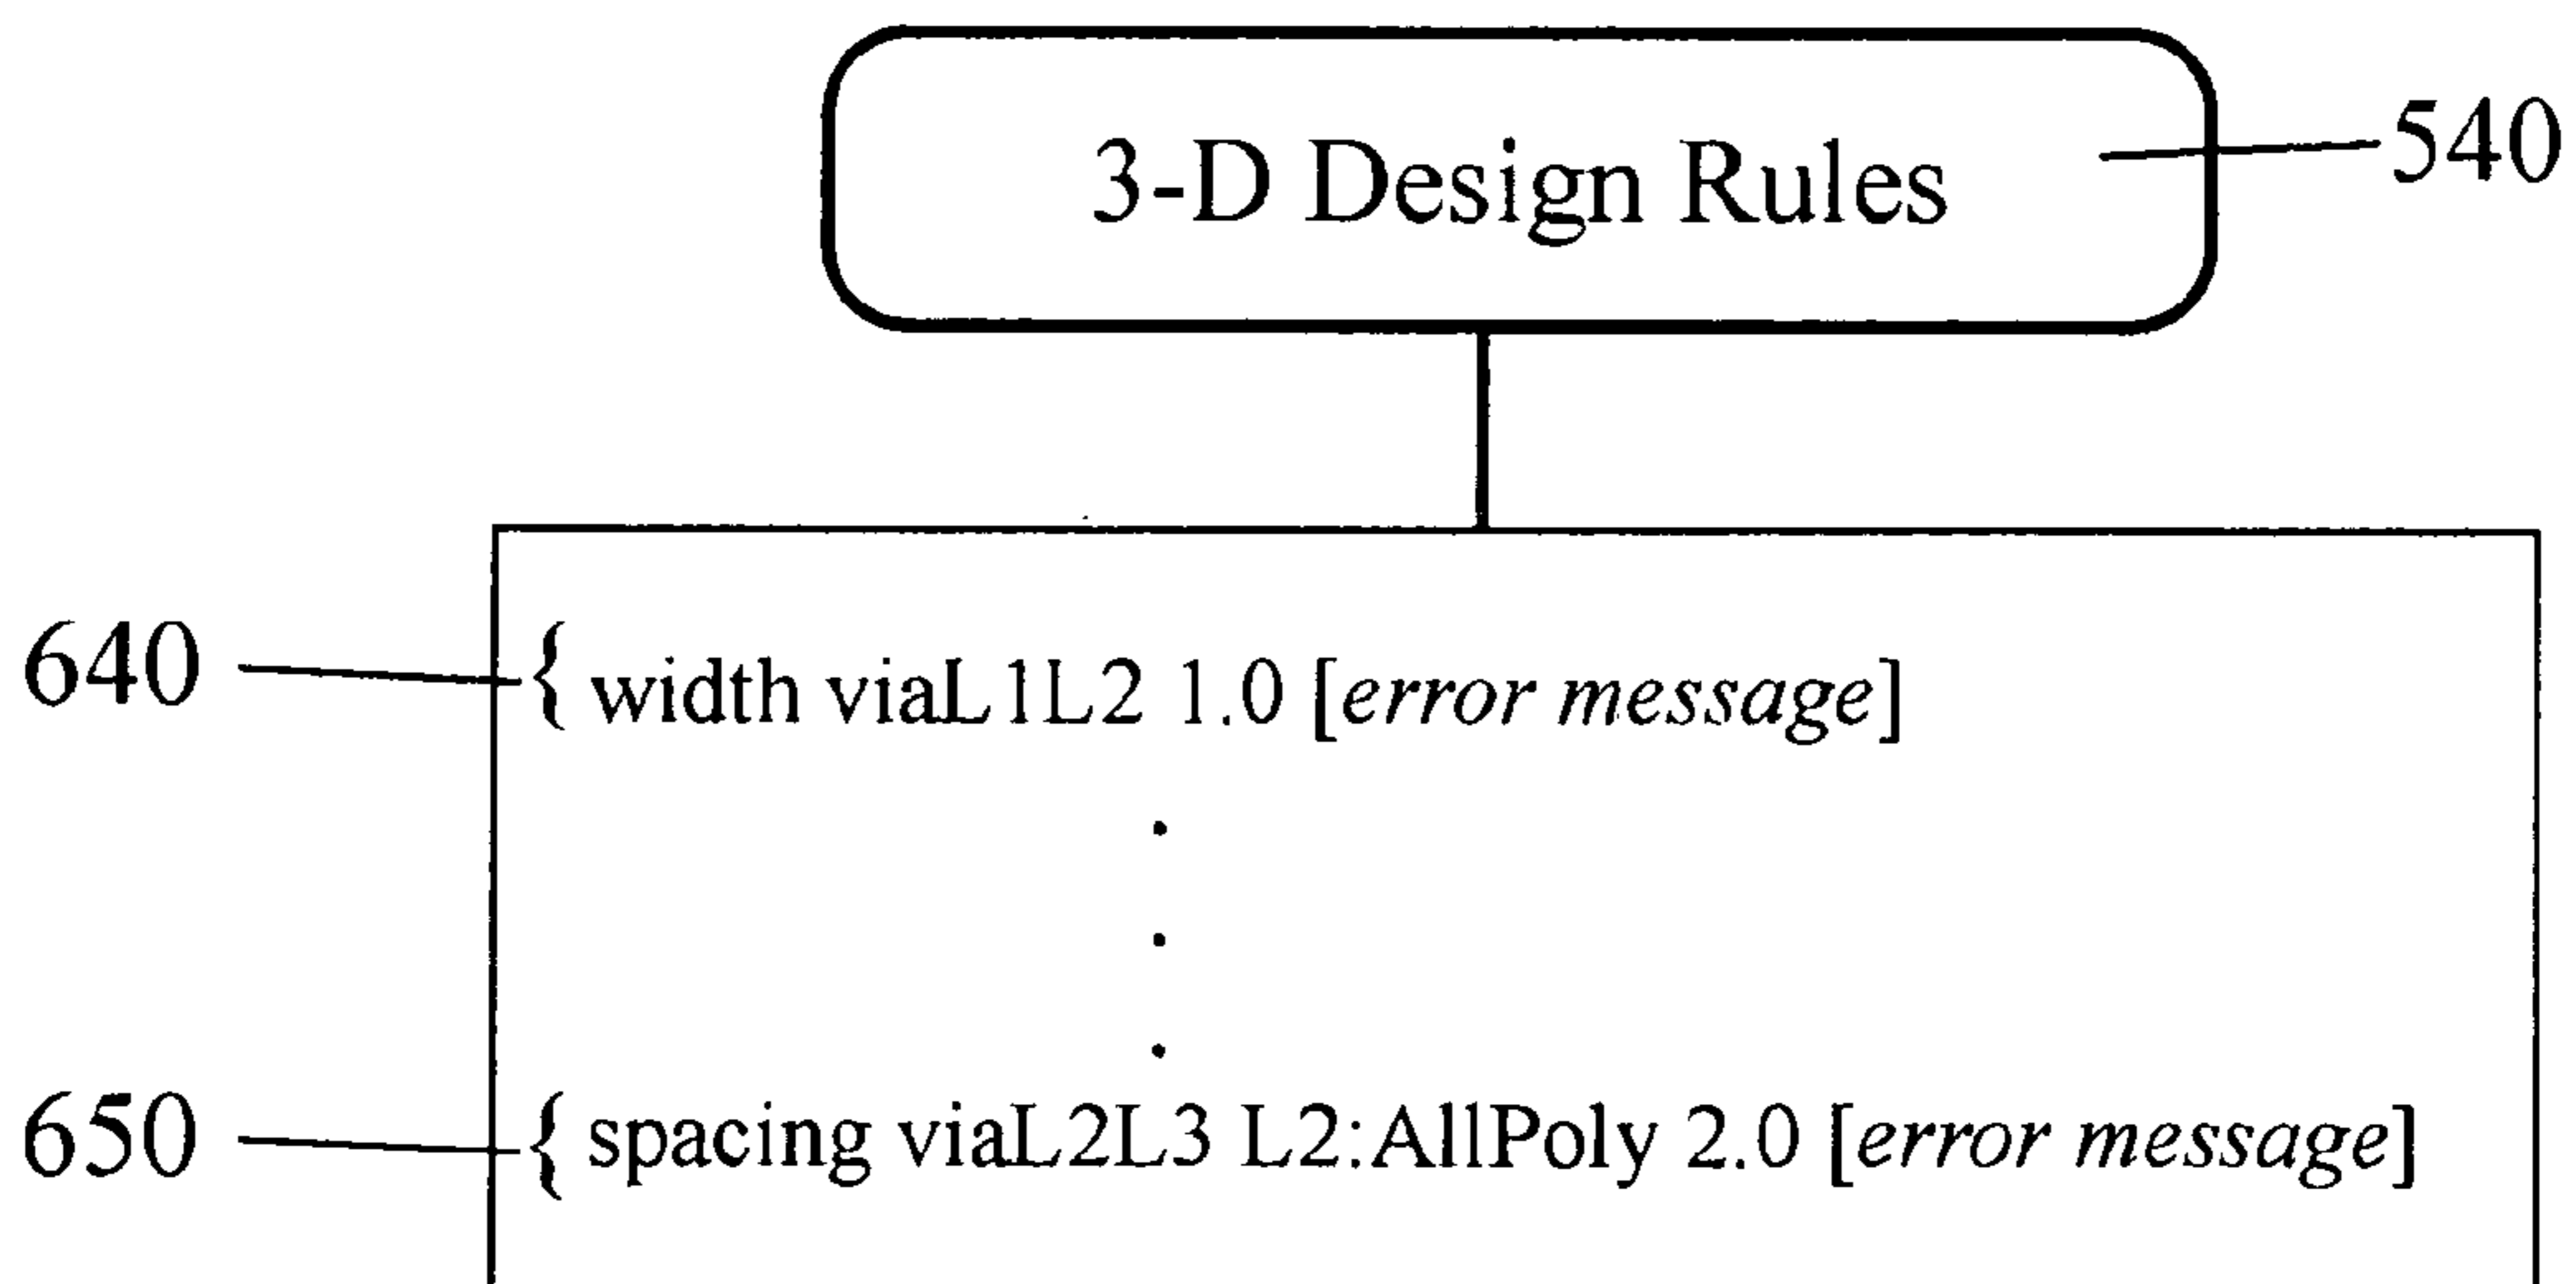 3-D Design Rules 540
640 { width viaL1L2 1.0 [error message]
.
.
.
650 { spacing viaL2L3 L2:AllPoly 2.0 [error message]